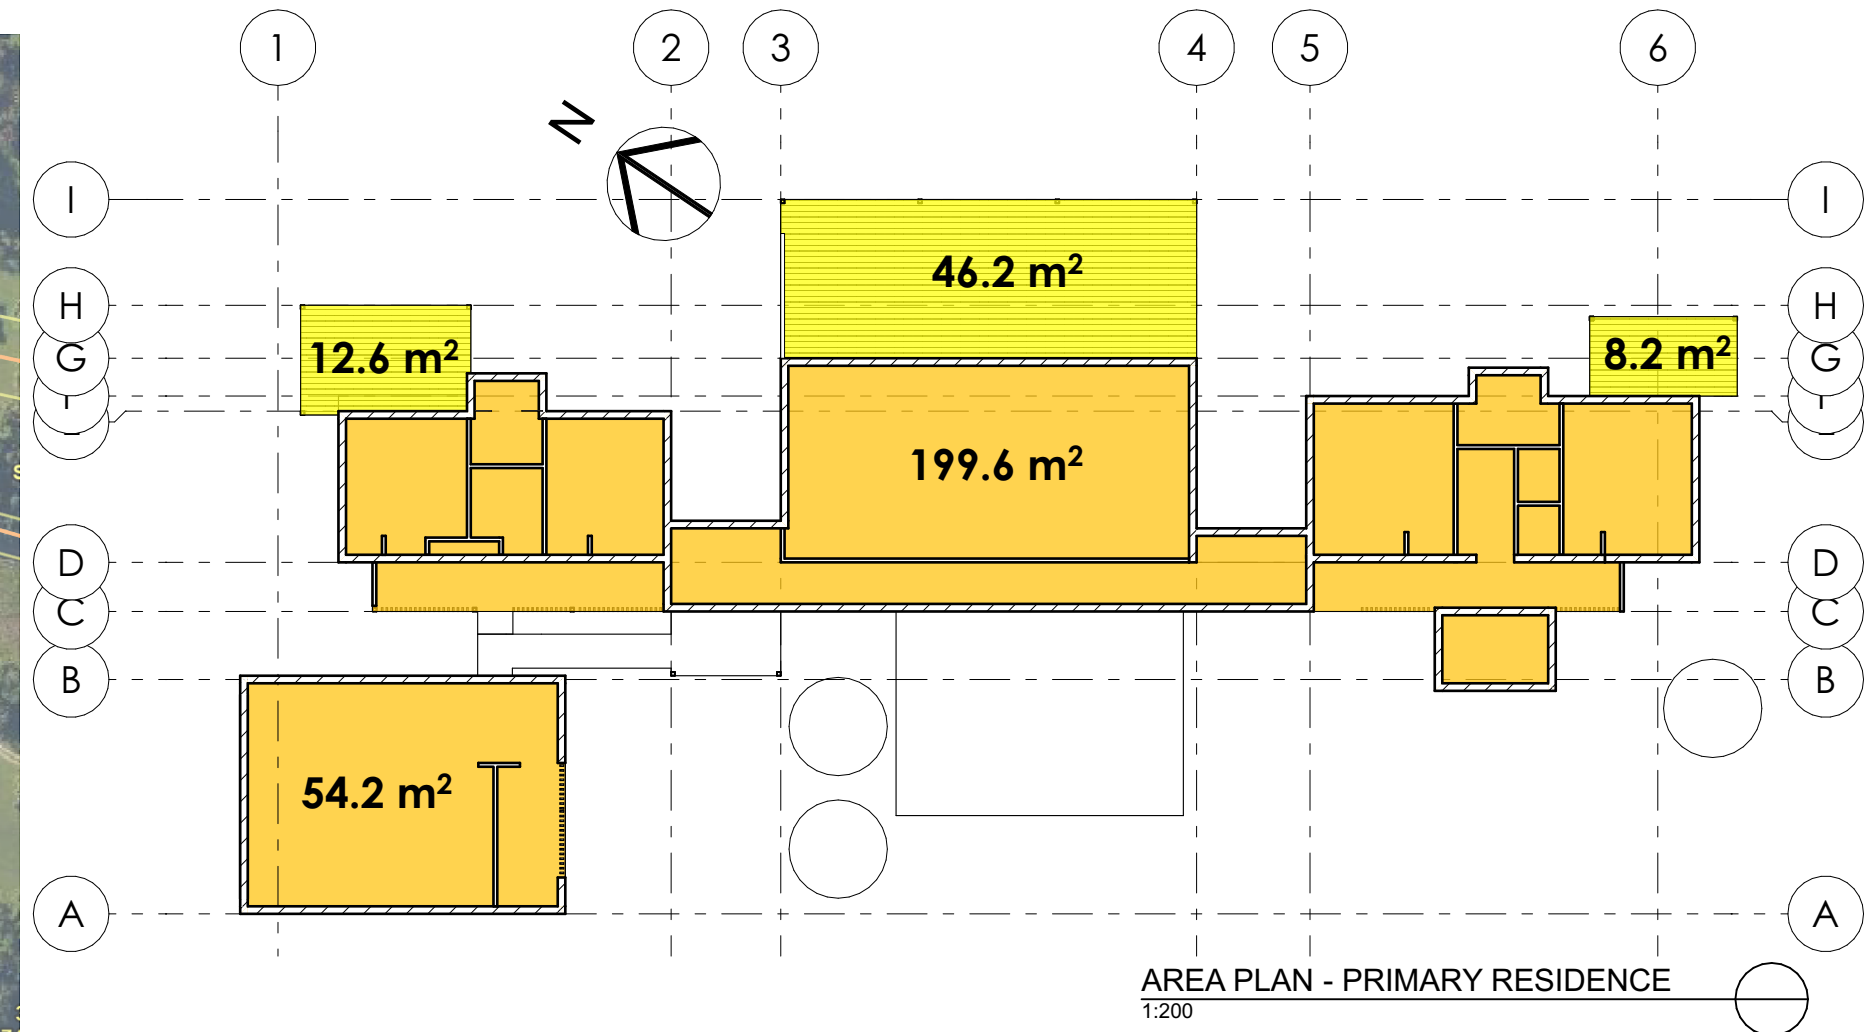 1 2 3 4 5 6
N
I I
46.2 m²
H H
12.6 m² 8.2 m²
G G
199.6 m²
D D
C C
B B
54.2 m²
A A
AREA PLAN - PRIMARY RESIDENCE
1:200